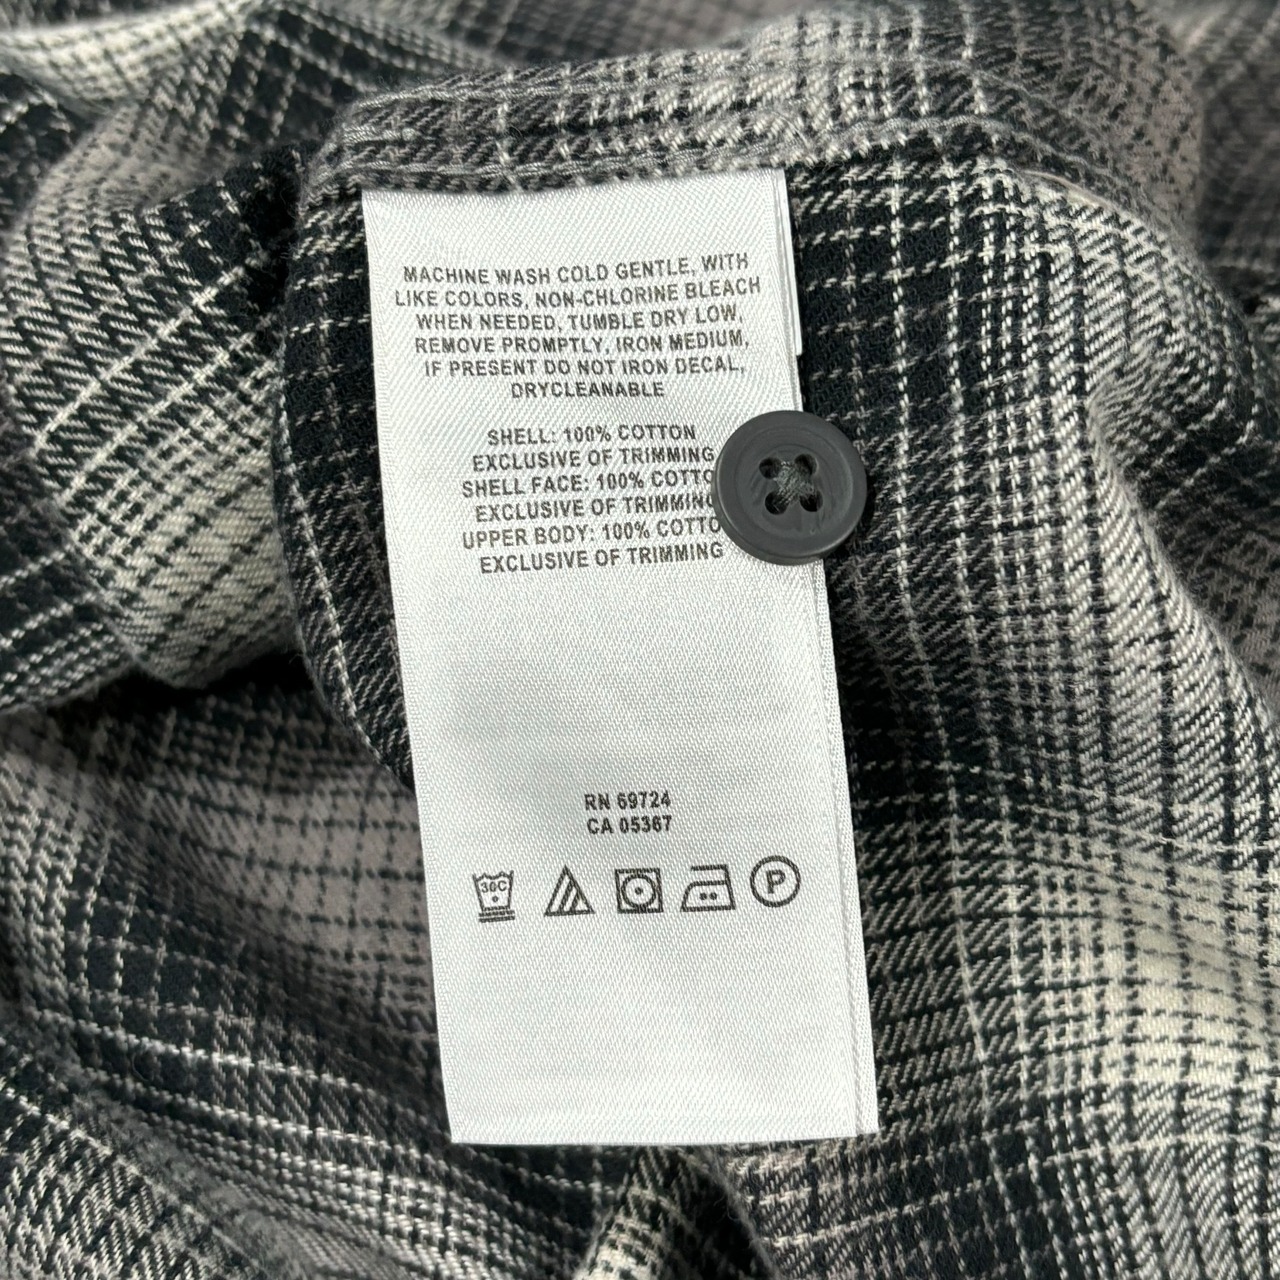 MACHINE WASH COLD GENTLE, WITH
LIKE COLORS, NON-CHLORINE BLEACH
WHEN NEEDED, TUMBLE DRY LOW,
REMOVE PROMPTLY, IRON MEDIUM,
IF PRESENT DO NOT IRON DECAL,
DRYCLEANABLE
SHELL: 100% COTTON
EXCLUSIVE OF TRIMMING
SHELL FACE: 100% COTTO
EXCLUSIVE OF TRIMMING
UPPER BODY: 100% COTTO
EXCLUSIVE OF TRIMMING
RN 69724
CA 05367
30C P